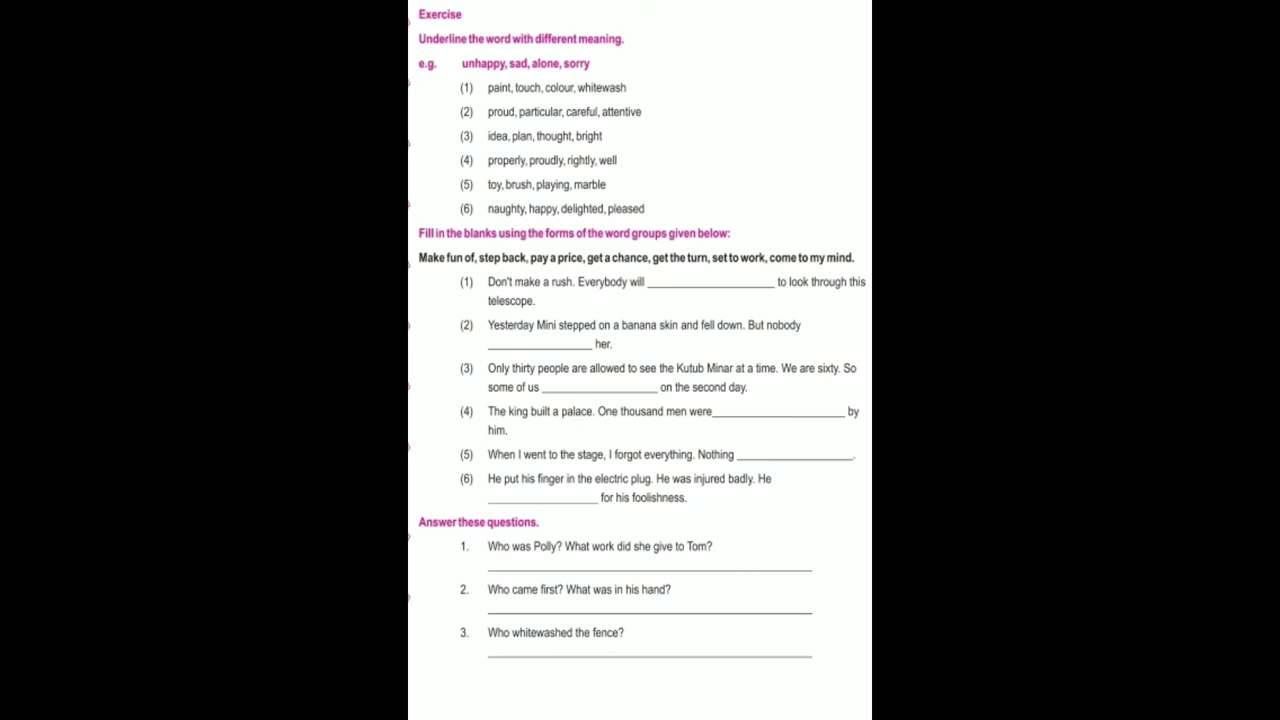 Exercise
Underline the word with different meaning.
e.g. unhappy, sad, alone, sorry
(1) paint, touch, colour, whitewash
(2) proud, particular, careful, attentive
(3) idea, plan, thought, bright
(4) properly, proudly, rightly, well
(5) toy, brush, playing, marble
(6) naughty, happy, delighted, pleased
Fill in the blanks using the forms of the word groups given below:
Make fun of, step back, pay a price, get a chance, get the turn, set to work, come to my mind.
(1) Don't make a rush. Everybody will ____________________ to look through this
telescope.
(2) Yesterday Mini stepped on a banana skin and fell down. But nobody
_________________ her.
(3) Only thirty people are allowed to see the Kutub Minar at a time. We are sixty. So
some of us ___________________ on the second day.
(4) The king built a palace. One thousand men were_____________________ by
him.
(5) When I went to the stage, I forgot everything. Nothing ___________________.
(6) He put his finger in the electric plug. He was injured badly. He
__________________ for his foolishness.
Answer these questions.
1. Who was Polly? What work did she give to Tom?
2. Who came first? What was in his hand?
3. Who whitewashed the fence?